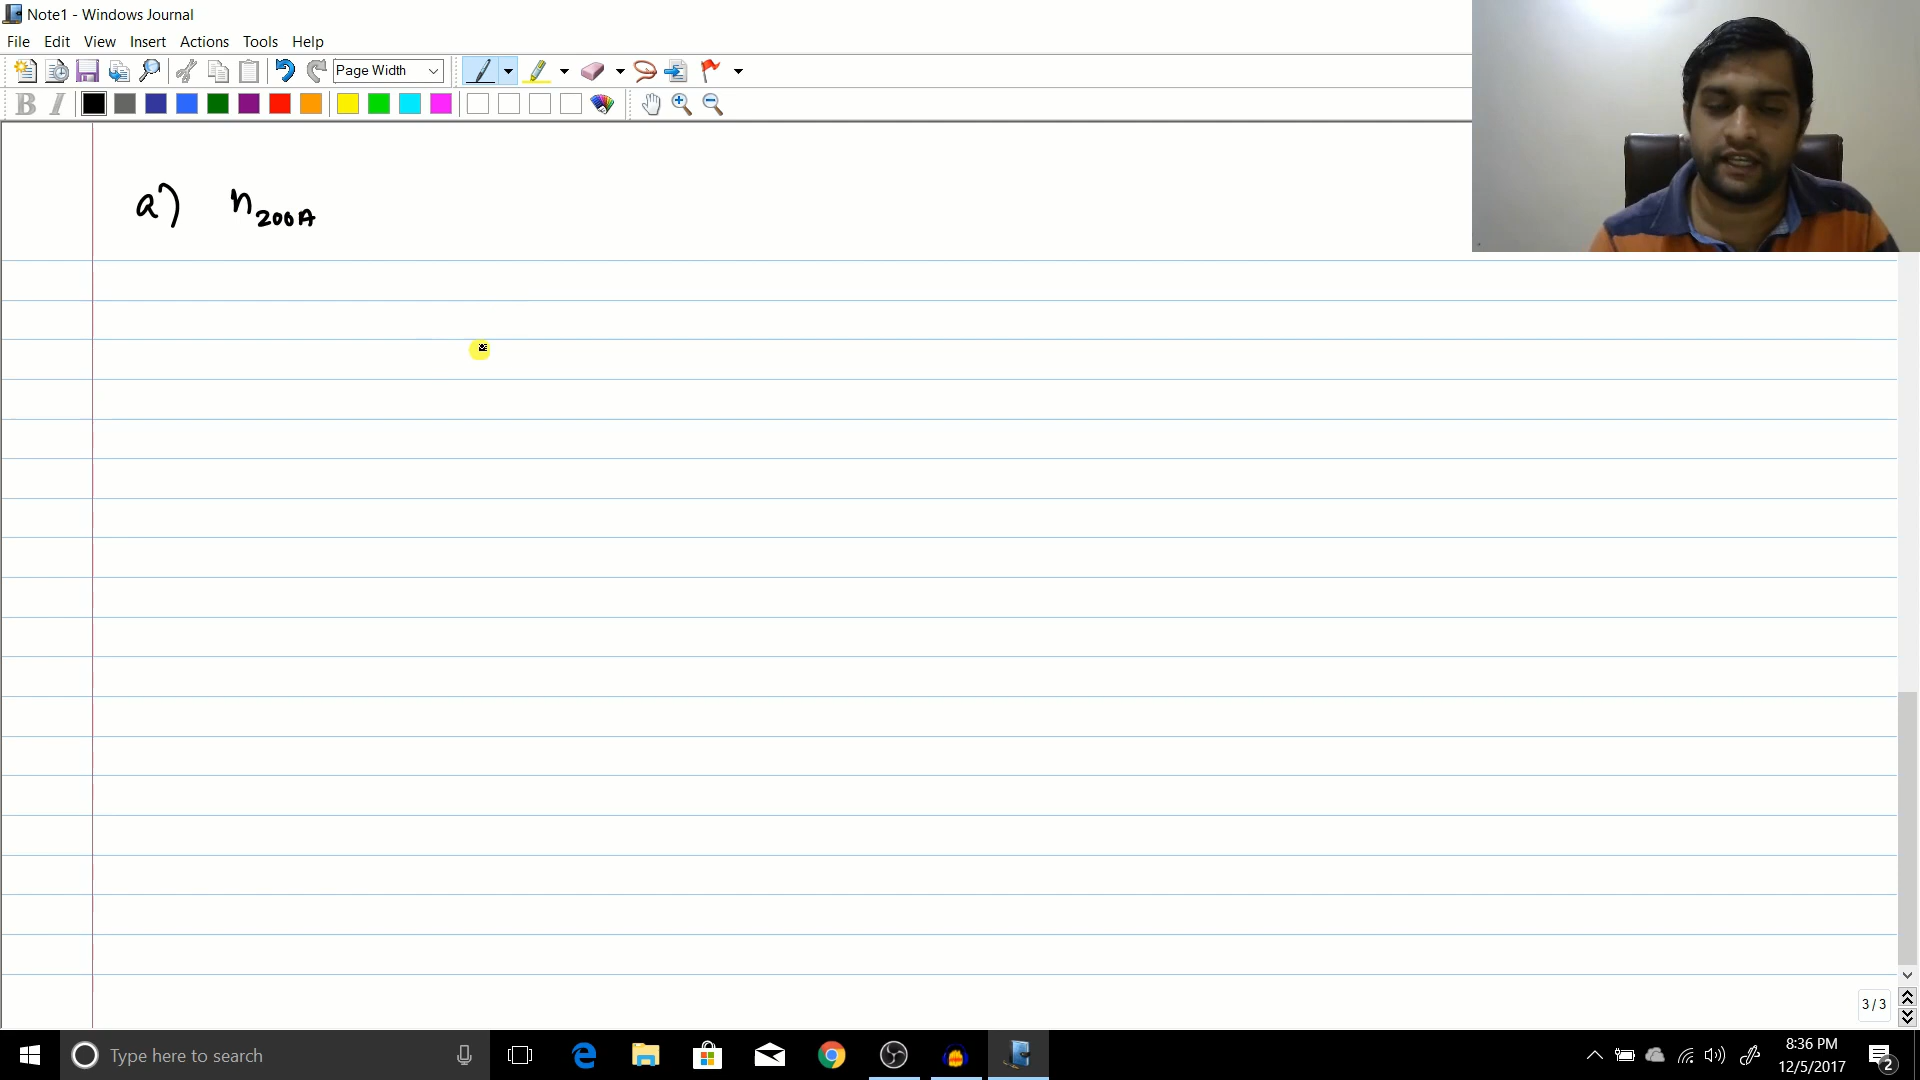 Note1 - Windows Journal
File Edit View Insert Actions Tools Help
Page Width
B I
a) n200A
3 / 3
Type here to search
8:36 PM
12/5/2017
2